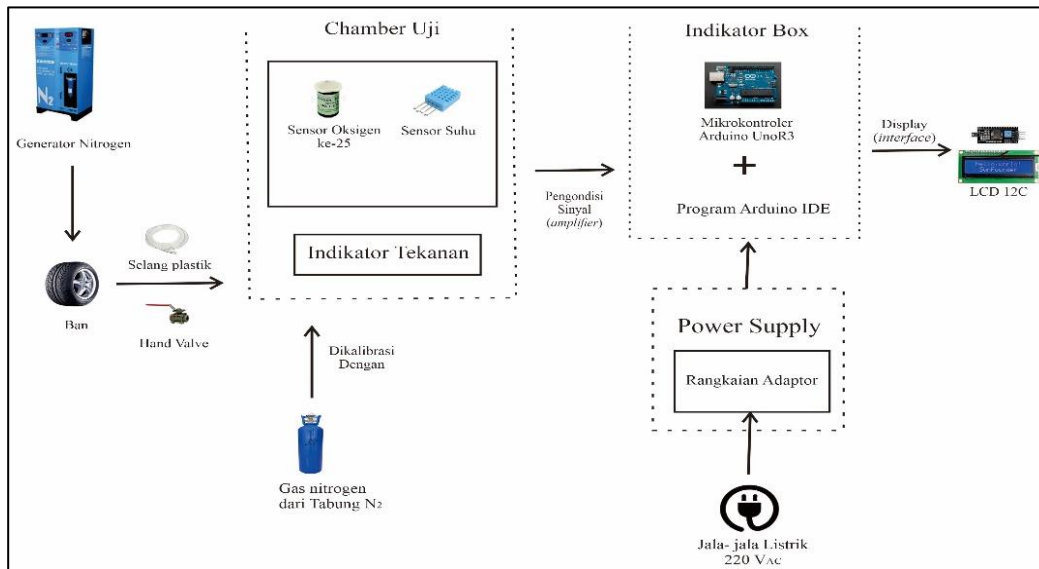 Chamber Uji
Indikator Box
N2
Generator Nitrogen
Sensor Oksigen
ke-25
Sensor Suhu
Mikrokontroler
Arduino UnoR3
+
Program Arduino IDE
Display
(interface)
LCD 12C
Pengondisi
Sinyal
(amplifier)
Indikator Tekanan
Selang plastik
Ban
Hand Valve
Dikalibrasi
Dengan
Gas nitrogen
dari Tabung N2
Power Supply
Rangkaian Adaptor
Jala- jala Listrik
220 VAC